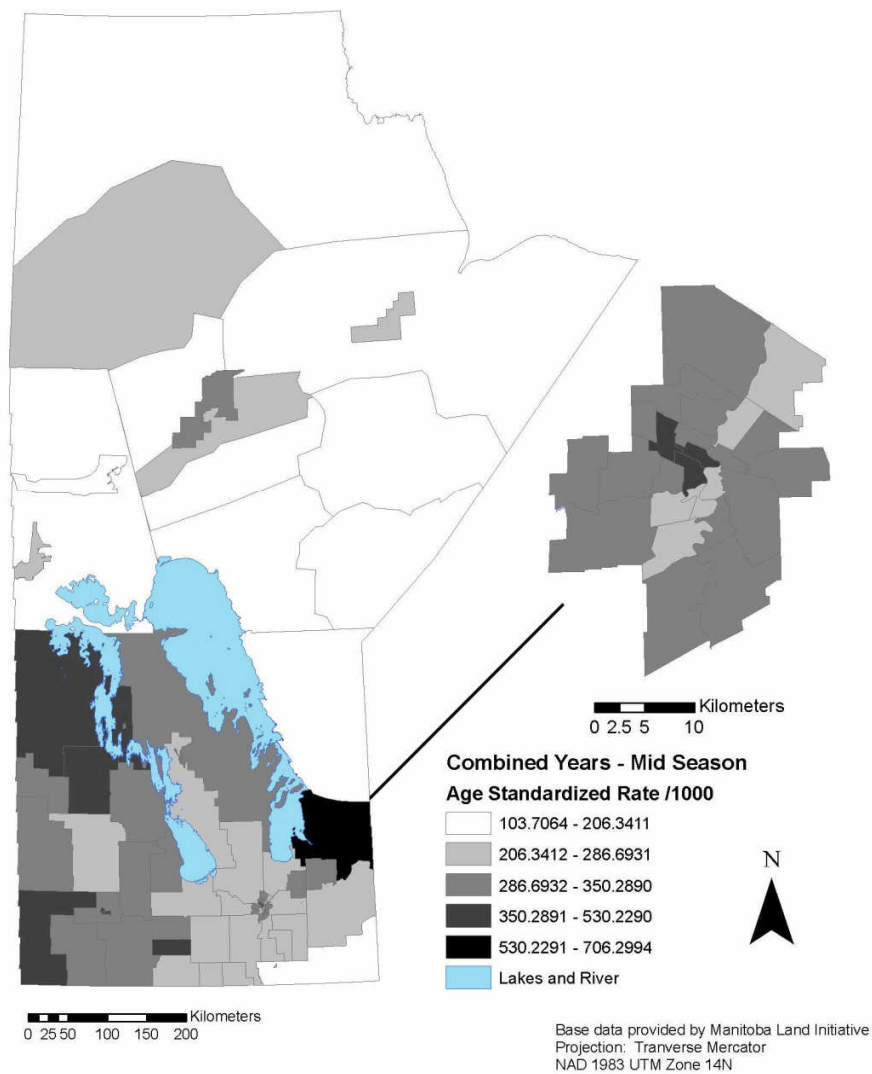 Kilometers
0 2.5 5 10
Combined Years - Mid Season
Age Standardized Rate /1000
103.7064 - 206.3411
206.3412 - 286.6931
286.6932 - 350.2890
350.2891 - 530.2290
530.2291 - 706.2994
Lakes and River
N
Kilometers
0 25 50 100 150 200
Base data provided by Manitoba Land Initiative
Projection: Tranverse Mercator
NAD 1983 UTM Zone 14N